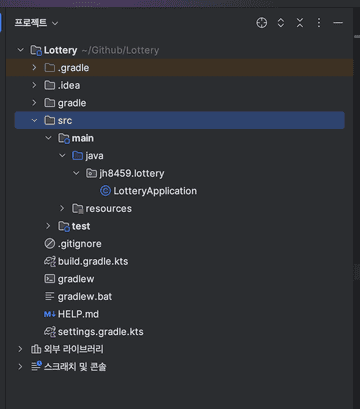 프로젝트
Lottery ~/Github/Lottery
.gradle
.idea
gradle
src
main
java
jh8459.lottery
LotteryApplication
resources
test
.gitignore
build.gradle.kts
gradlew
gradlew.bat
HELP.md
settings.gradle.kts
외부 라이브러리
스크래치 및 콘솔